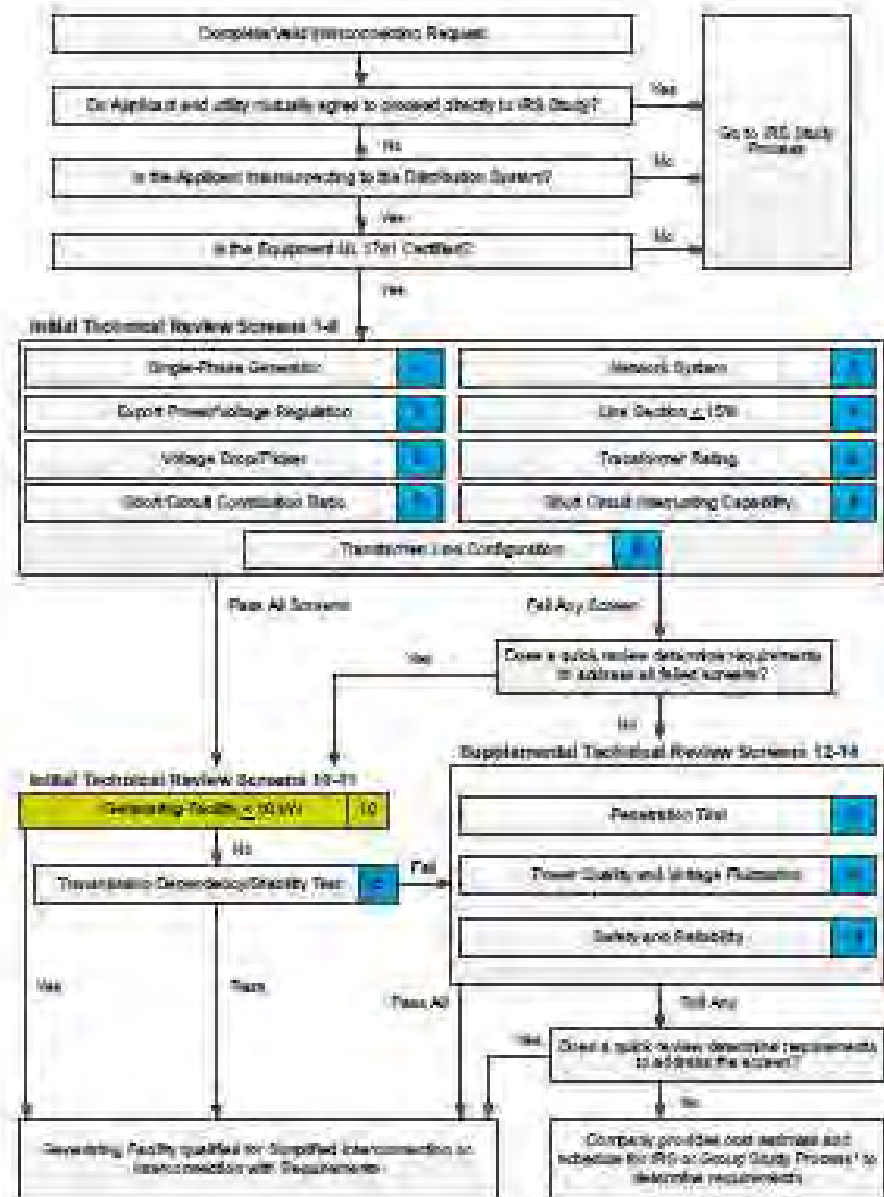 Complete Valid Interconnection Request
Do Applicant and utility mutually agree to proceed directly to IRS Study?
Yes
Go to IRS Study
Process
No
Is the Applicant Interconnecting to the Distribution System?
No
Yes
Is the Equipment UL 1741 Certified?
No
Yes
Initial Technical Review Screens 1-9
Single-Phase Generator
Network System
Export Power/Voltage Regulation
Line Section < 15%
Voltage Drop/Flicker
Transformer Rating
Short Circuit Contribution Ratio
Short Circuit Interrupting Capability
Transformer Line Configuration
Pass All Screens
Fail Any Screen
Yes
Does a quick review determine requirements
to address all failed screens?
No
Supplemental Technical Review Screens 12-14
Initial Technical Review Screens 10-11
Generating Facility < 10 kW 10
Penetration Test
No
Transmission Dependency/Stability Test
Fail
Power Quality and Voltage Fluctuation
Safety and Reliability
Yes
Pass
Pass All
Fail Any
Yes
Does a quick review determine requirements
to address the screen?
No
Generating Facility qualified for Simplified Interconnection or
Interconnection with Requirements
Company provides cost estimate and
schedule for IRS or Group Study Process* to
determine requirements